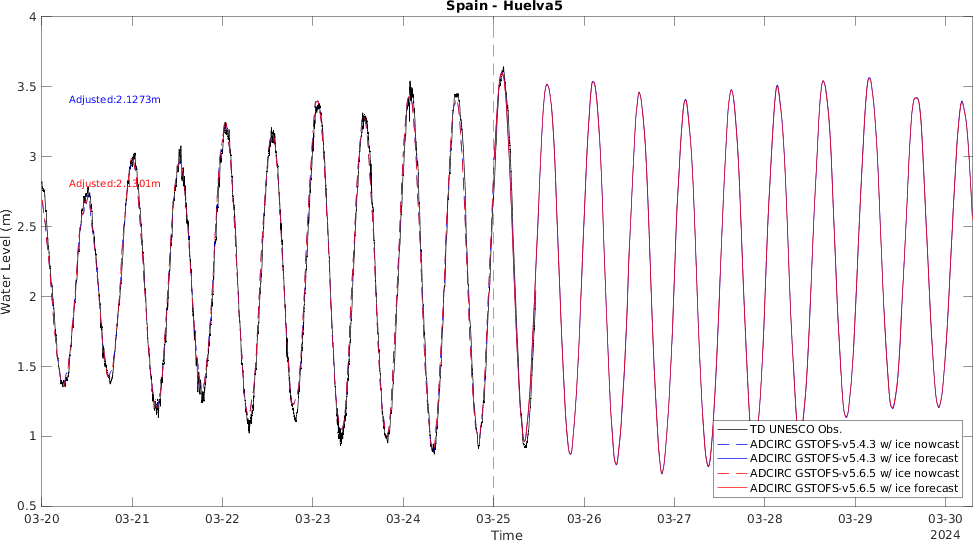 Spain - Huelva5
4
3.5
3
2.5
2
1.5
1
0.5
Water Level (m)
Adjusted:2.1273m
Adjusted:2.1301m
TD UNESCO Obs.
ADCIRC GSTOFS-v5.4.3 w/ ice nowcast
ADCIRC GSTOFS-v5.4.3 w/ ice forecast
ADCIRC GSTOFS-v5.6.5 w/ ice nowcast
ADCIRC GSTOFS-v5.6.5 w/ ice forecast
03-20 03-21 03-22 03-23 03-24 03-25 03-26 03-27 03-28 03-29 03-30
2024
Time